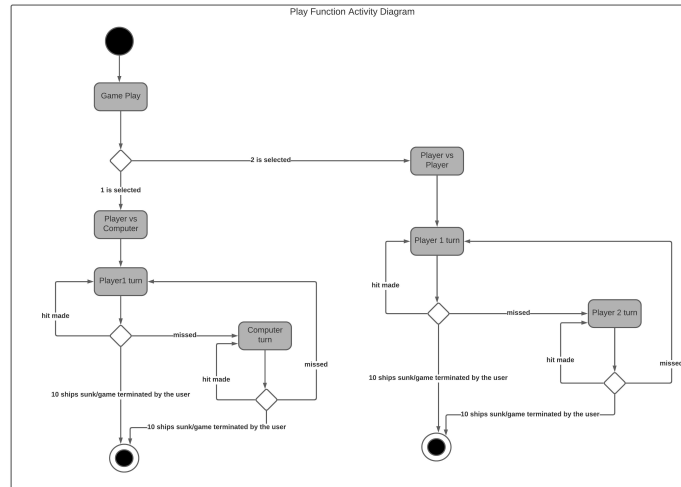 Play Function Activity Diagram
Game Play
2 is selected
Player vs
Player
1 is selected
Player vs
Computer
Player 1 turn
Player1 turn
hit made
hit made
missed
Player 2 turn
missed
Computer
turn
hit made
missed
missed
hit made
10 ships sunk/game terminated by the user
10 ships sunk/game terminated by the user
10 ships sunk/game terminated by the user
10 ships sunk/game terminated by the user